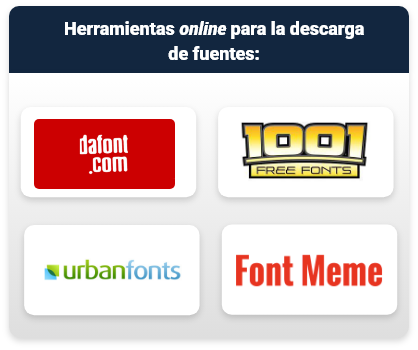 Herramientas online para la descarga
de fuentes:
dafont
.com
1001
FREE FONTS
urbanfonts
Font Meme